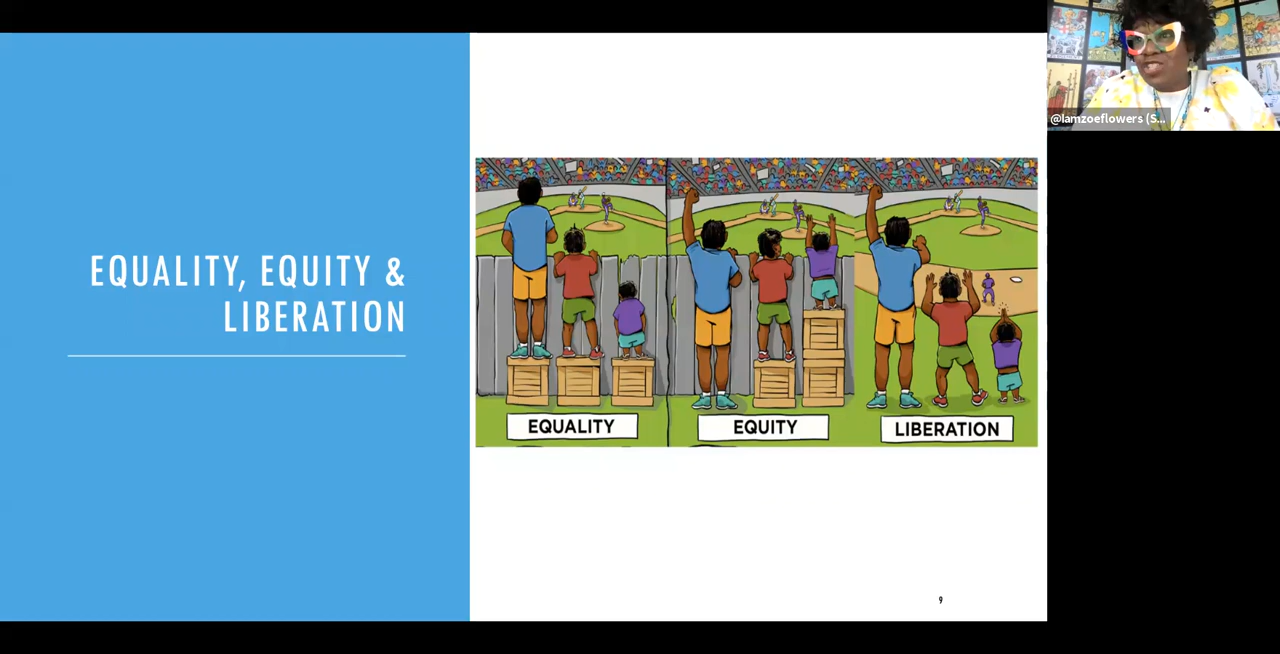 @Iamzoeflowers (S...
EQUALITY, EQUITY &
LIBERATION
EQUALITY
EQUITY
LIBERATION
9